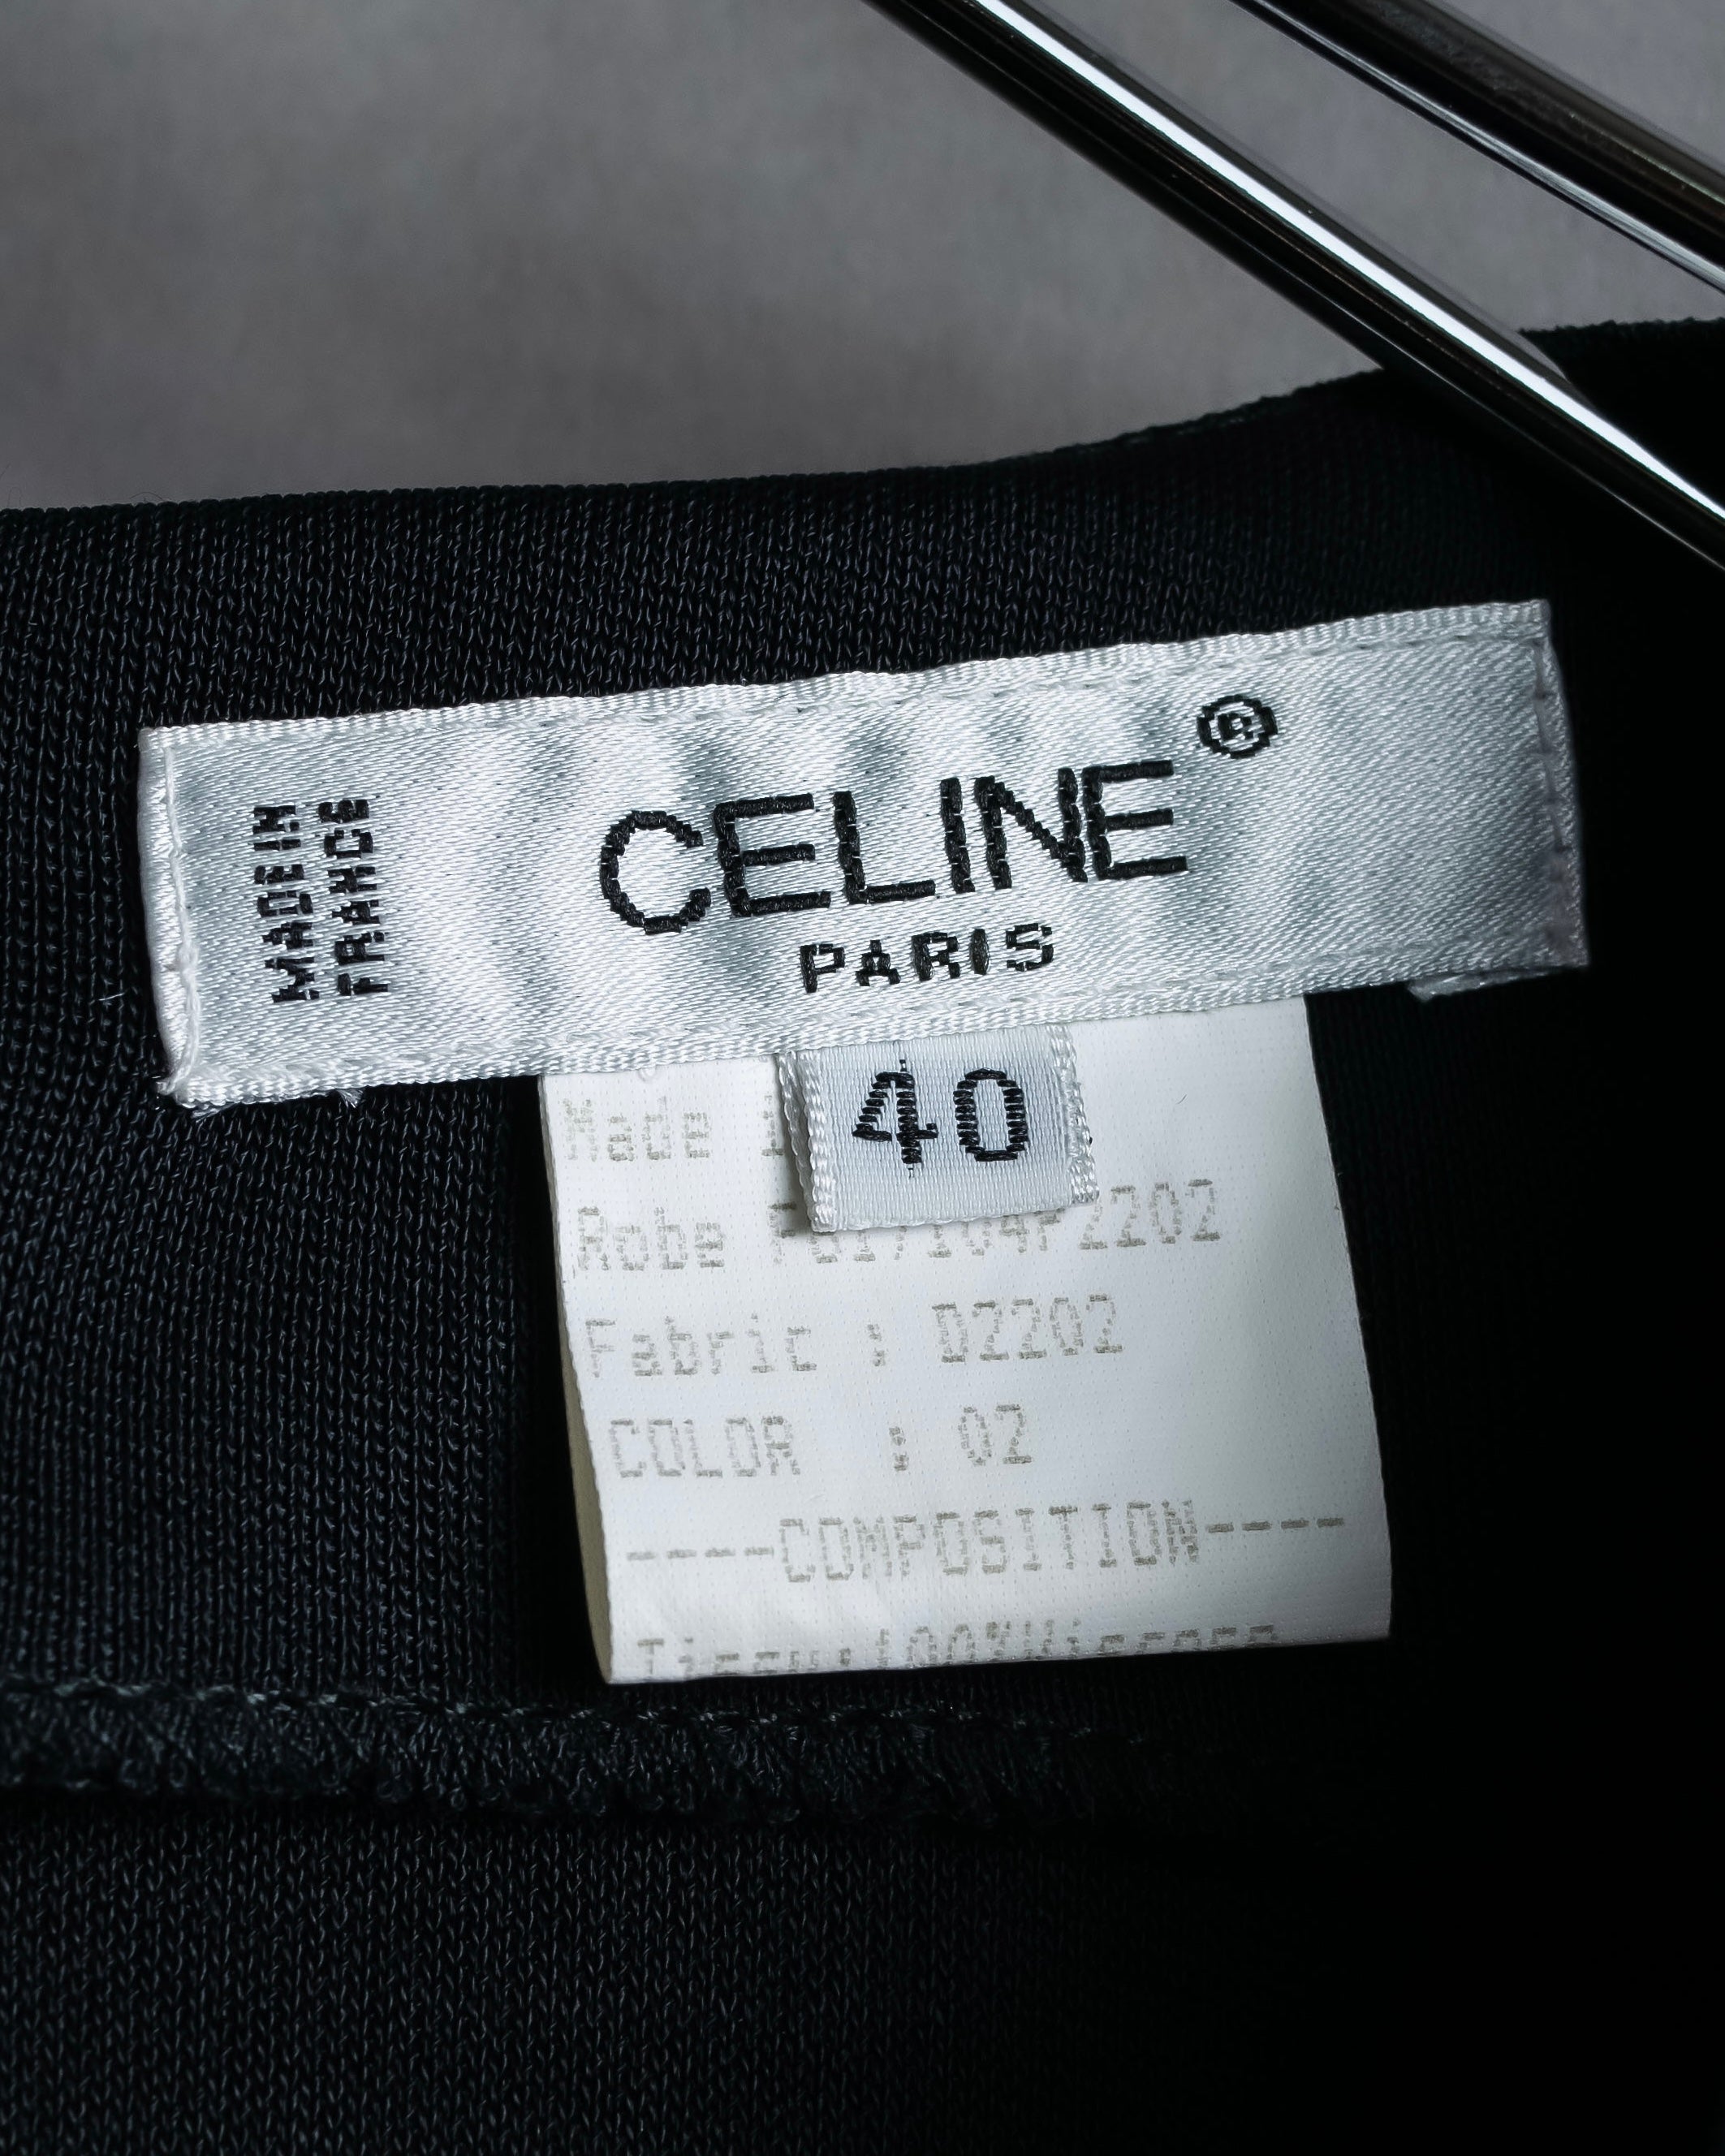 MADE IN
FRANCE
CELINE®
PARIS
40
Made
Robe
Fabric : D2202
COLOR : 02
----COMPOSITION----